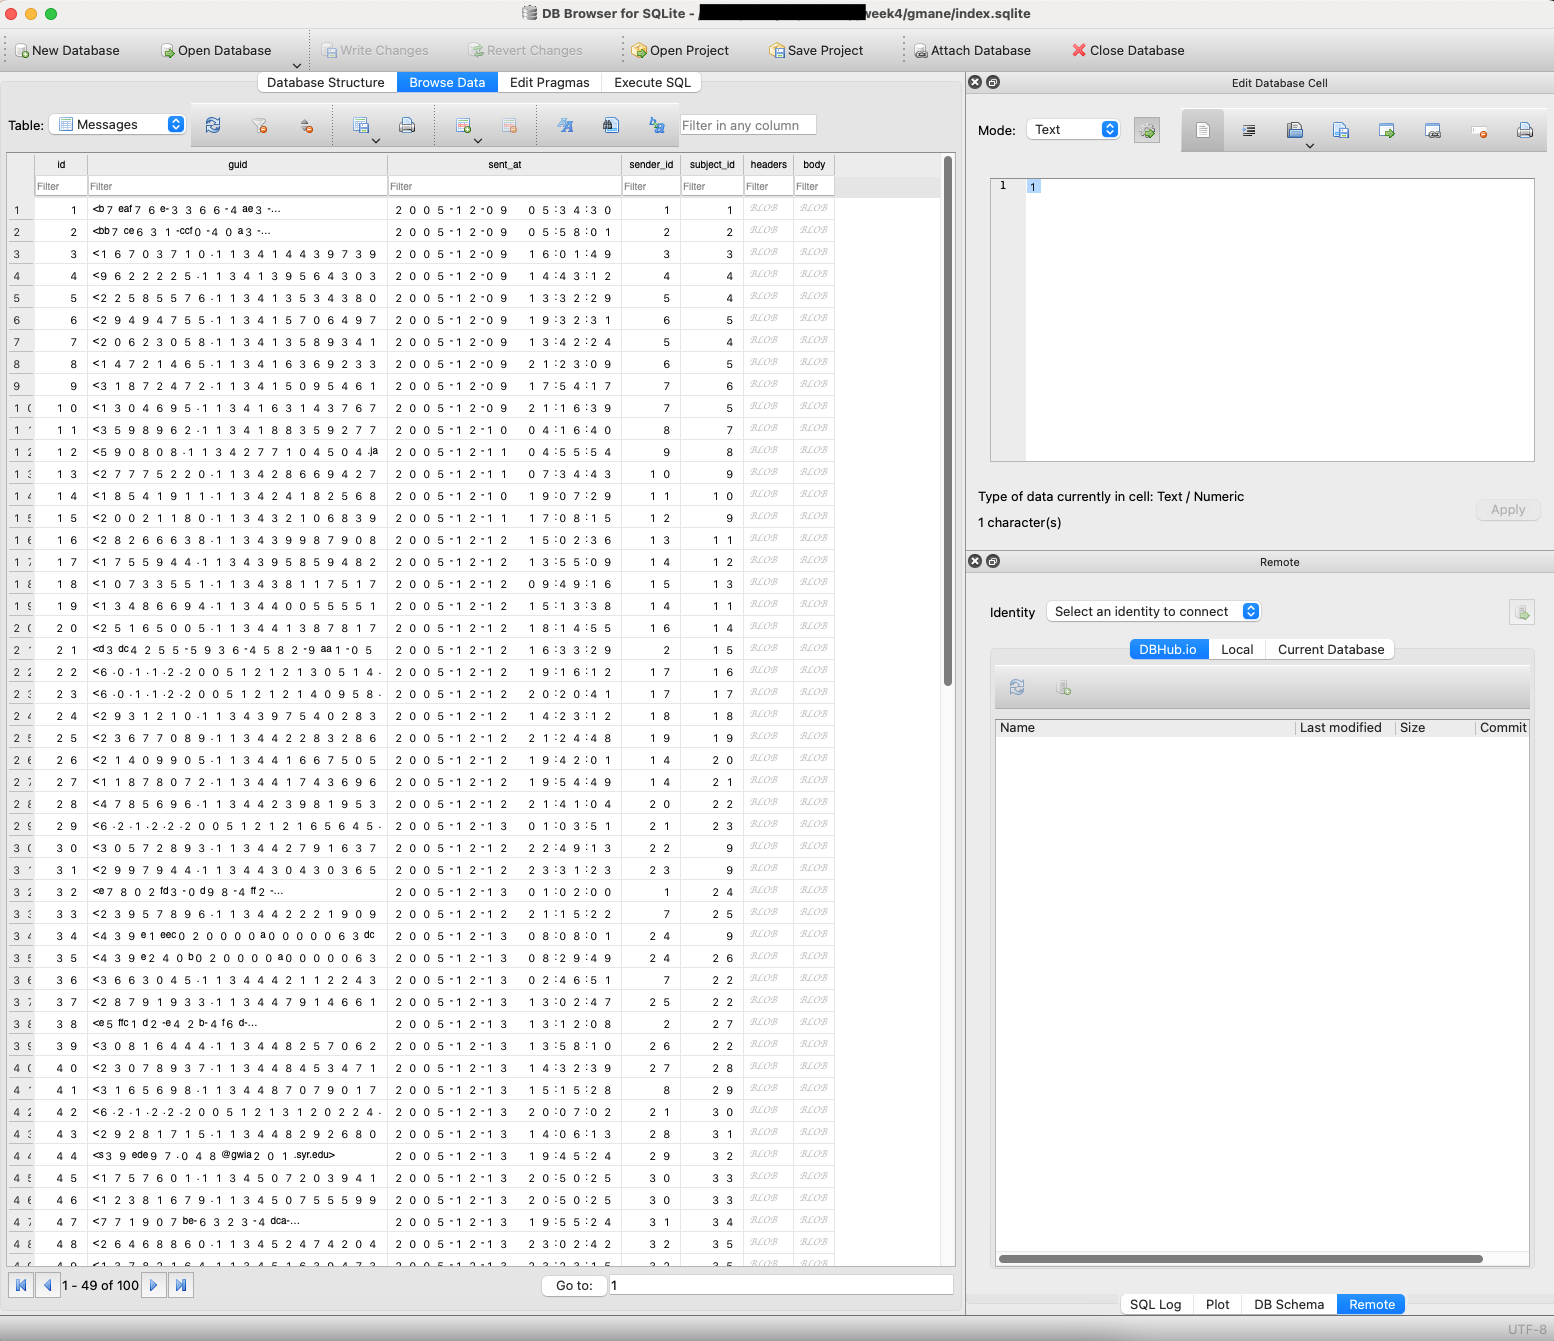 DB Browser for SQLite - week4/gmane/index.sqlite
New Database Open Database Write Changes Revert Changes Open Project Save Project Attach Database Close Database
Database Structure Browse Data Edit Pragmas Execute SQL
Table: Messages Filter in any column
id guid sent_at sender_id subject_id headers body
Filter Filter Filter Filter Filter Filter Filter
1 1 <b7eaf76e-3366-4ae3-... 2005-12-09 05:34:30 1 1 BLOB BLOB
2 2 <bb7ce631-ccf0-40a3-... 2005-12-09 05:58:01 2 2 BLOB BLOB
3 3 <16703710.1134144439739 2005-12-09 16:01:49 3 3 BLOB BLOB
4 4 <9622225.1134139564303 2005-12-09 14:43:12 4 4 BLOB BLOB
5 5 <22585576.113413534380 2005-12-09 13:32:29 5 4 BLOB BLOB
6 6 <29494755.113415706497 2005-12-09 19:32:31 6 5 BLOB BLOB
7 7 <20623058.113413589341 2005-12-09 13:42:24 5 4 BLOB BLOB
8 8 <14721465.1134163692 33 2005-12-09 21:23:09 6 5 BLOB BLOB
9 9 <31872472.1134150954 61 2005-12-09 17:54:17 7 6 BLOB BLOB
10 10 <1304695.1134163143767 2005-12-09 21:16:39 7 5 BLOB BLOB
11 11 <3598962.1134188359277 2005-12-10 04:16:40 8 7 BLOB BLOB
12 12 <590808.1134277104504.ja 2005-12-11 04:55:54 9 8 BLOB BLOB
13 13 <27775220.1134286694 27 2005-12-11 07:34:43 10 9 BLOB BLOB
14 14 <18541911.1134241825 68 2005-12-10 19:07:29 11 10 BLOB BLOB
15 15 <20021180.1134321068 39 2005-12-11 17:08:15 12 9 BLOB BLOB
16 16 <28266638.1134399879 08 2005-12-12 15:02:36 13 11 BLOB BLOB
17 17 <1755944.1134395859482 2005-12-12 13:55:09 14 12 BLOB BLOB
18 18 <10733551.1134381175 17 2005-12-12 09:49:16 15 13 BLOB BLOB
19 19 <13486694.1134400555 51 2005-12-12 15:13:38 14 11 BLOB BLOB
20 20 <25165005.1134413878 17 2005-12-12 18:14:55 16 14 BLOB BLOB
21 21 <d3dc4255-5936-4582-9aa1-05 2005-12-12 16:33:29 2 15 BLOB BLOB
22 22 <6.0.1.1.2.20051212130514. 2005-12-12 19:16:12 17 16 BLOB BLOB
23 23 <6.0.1.1.2.20051212140958. 2005-12-12 20:20:41 17 17 BLOB BLOB
24 24 <2931210.1134397540283 2005-12-12 14:23:12 18 18 BLOB BLOB
25 25 <23677089.1134422832 86 2005-12-12 21:24:48 19 19 BLOB BLOB
26 26 <21409905.1134416675 05 2005-12-12 19:42:01 14 20 BLOB BLOB
27 27 <11878072.1134417436 96 2005-12-12 19:54:49 14 21 BLOB BLOB
28 28 <4785696.1134423981953 2005-12-12 21:41:04 20 22 BLOB BLOB
29 29 <6.2.1.2.2.20051212165645. 2005-12-13 01:03:51 21 23 BLOB BLOB
30 30 <30572893.1134427916 37 2005-12-12 22:49:13 22 9 BLOB BLOB
31 31 <2997944.1134430430365 2005-12-12 23:31:23 23 9 BLOB BLOB
32 32 <e7802fd3-0d98-4ff2-... 2005-12-13 01:02:00 1 24 BLOB BLOB
33 33 <23957896.1134422219 09 2005-12-12 21:15:22 7 25 BLOB BLOB
34 34 <439e1eec020000a0000063dc 2005-12-13 08:08:01 24 9 BLOB BLOB
35 35 <439e240b020000a0000063 2005-12-13 08:29:49 24 26 BLOB BLOB
36 36 <3663045.1134442112243 2005-12-13 02:46:51 7 22 BLOB BLOB
37 37 <28791933.1134479146 61 2005-12-13 13:02:47 25 22 BLOB BLOB
38 38 <e5ffc1d2-e42b-4f6d-... 2005-12-13 13:12:08 2 27 BLOB BLOB
39 39 <30816444.1134482570 62 2005-12-13 13:58:10 26 22 BLOB BLOB
40 40 <23078937.1134484534 71 2005-12-13 14:32:39 27 28 BLOB BLOB
41 41 <3165698.1134487079017 2005-12-13 15:15:28 8 29 BLOB BLOB
42 42 <6.2.1.2.2.20051213120224. 2005-12-13 20:07:02 21 30 BLOB BLOB
43 43 <29281715.1134482926 80 2005-12-13 14:06:13 28 31 BLOB BLOB
44 44 <s39ede97.048@gwia201.syr.edu> 2005-12-13 19:45:24 29 32 BLOB BLOB
45 45 <1757601.1134507203941 2005-12-13 20:50:25 30 33 BLOB BLOB
46 46 <12381679.1134507555 99 2005-12-13 20:50:25 30 33 BLOB BLOB
47 47 <771907be-6323-4dca-... 2005-12-13 19:55:24 31 34 BLOB BLOB
48 48 <26468860.1134524742 04 2005-12-13 23:02:42 32 35 BLOB BLOB
1 - 49 of 100 Go to: 1
Edit Database Cell
Mode: Text
1 1
Type of data currently in cell: Text / Numeric
1 character(s)
Apply
Remote
Identity Select an identity to connect
DBHub.io Local Current Database
Name Last modified Size Commit
SQL Log Plot DB Schema Remote
UTF-8